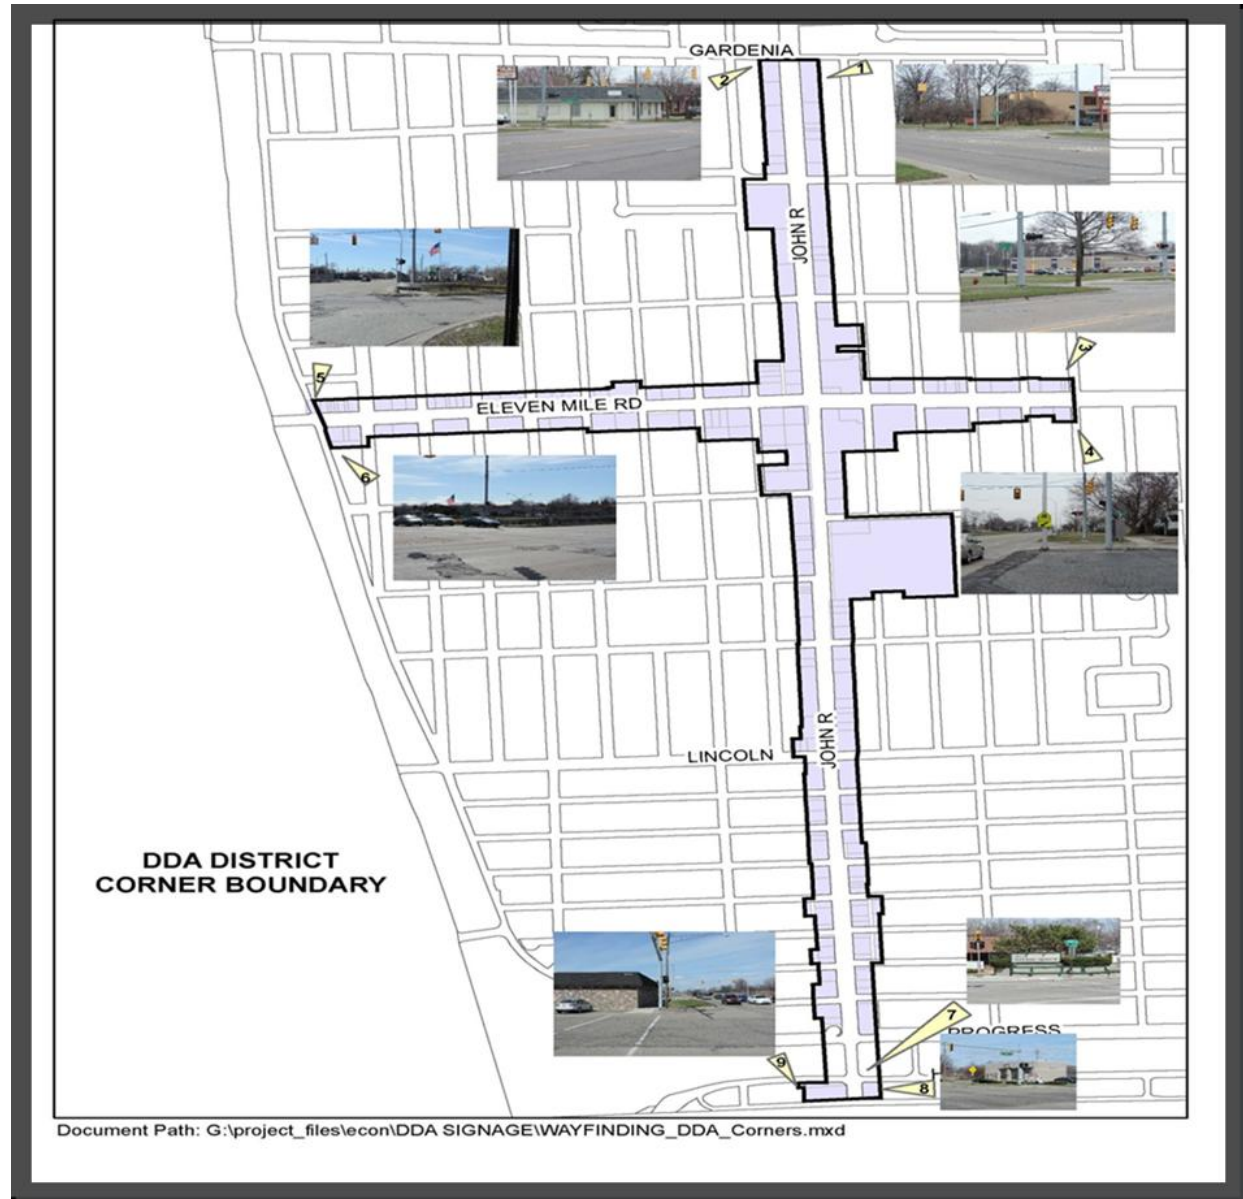 GARDENIA
2
1
JOHN R
3
5
ELEVEN MILE RD
4
6
LINCOLN
JOHN R
DDA DISTRICT
CORNER BOUNDARY
7
PROGRESS
9
8
Document Path: G:\project_files\econ\DDA SIGNAGE\WAYFINDING_DDA_Corners.mxd